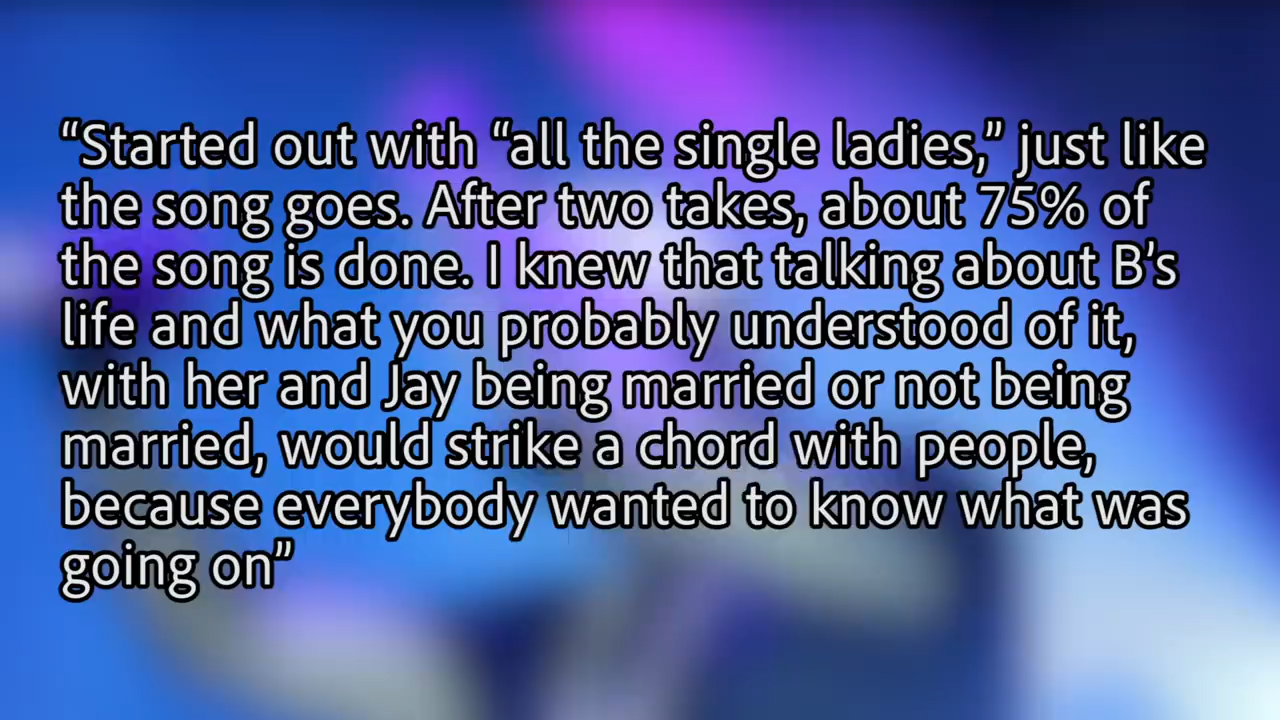 “Started out with “all the single ladies,” just like
the song goes. After two takes, about 75% of
the song is done. I knew that talking about B’s
life and what you probably understood of it,
with her and Jay being married or not being
married, would strike a chord with people,
because everybody wanted to know what was
going on”